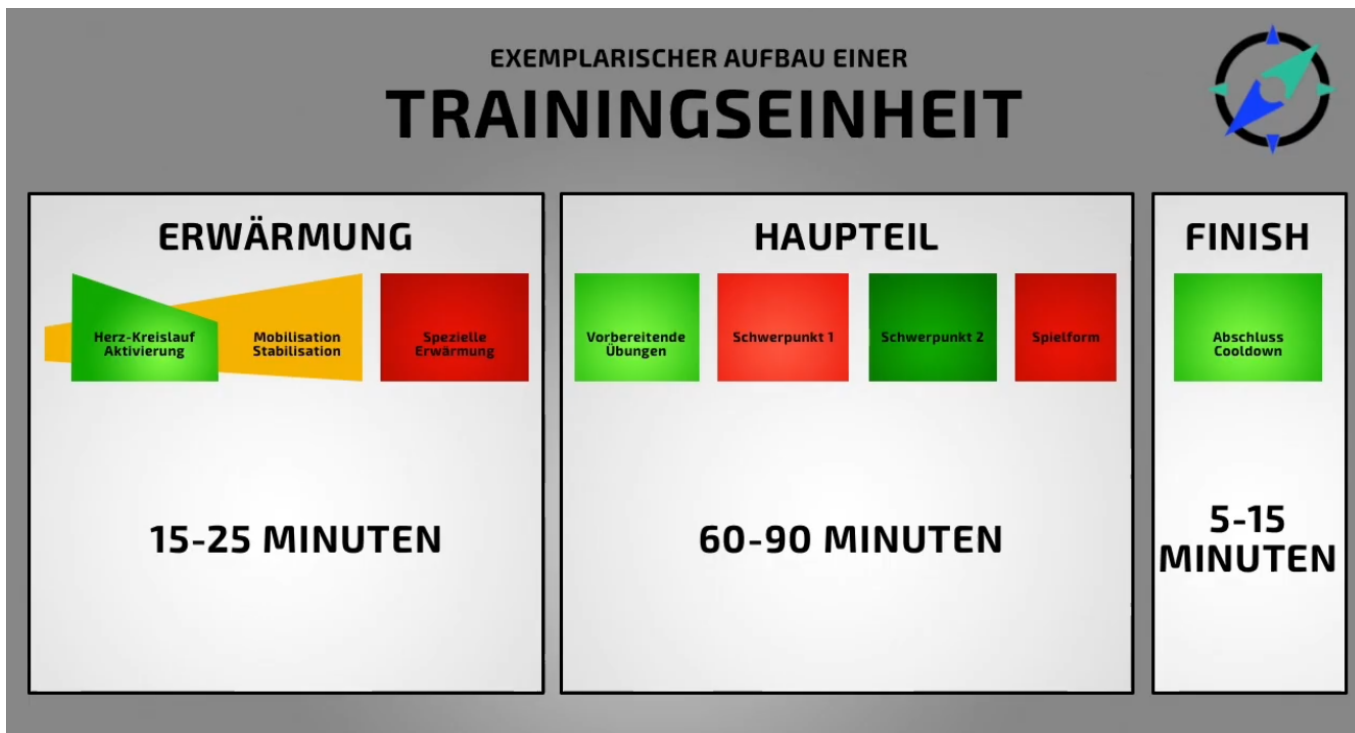 EXEMPLARISCHER AUFBAU EINER
TRAININGSEINHEIT
ERWÄRMUNG
Herz-Kreislauf
Aktivierung
Mobilisation
Stabilisation
Spezielle
Erwärmung
15-25 MINUTEN
HAUPTEIL
Vorbereitende
Übungen
Schwerpunkt 1
Schwerpunkt 2
Spielform
60-90 MINUTEN
FINISH
Abschluss
Cooldown
5-15
MINUTEN